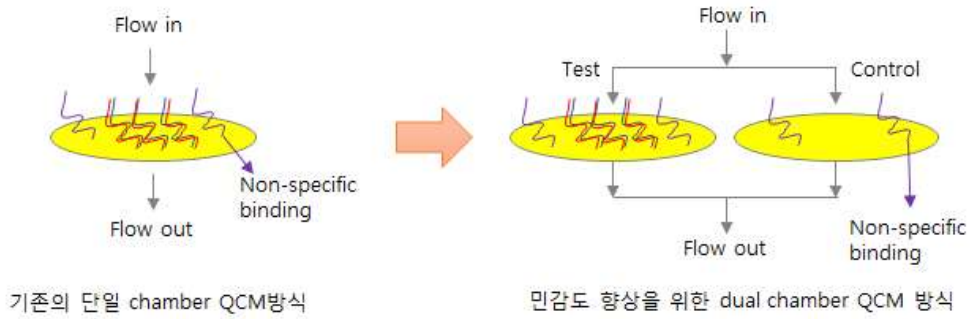 Flow in
Non-specific
binding
Flow out
기존의 단일 chamber QCM방식
Flow in
Test
Control
Flow out
Non-specific
binding
민감도 향상을 위한 dual chamber QCM 방식